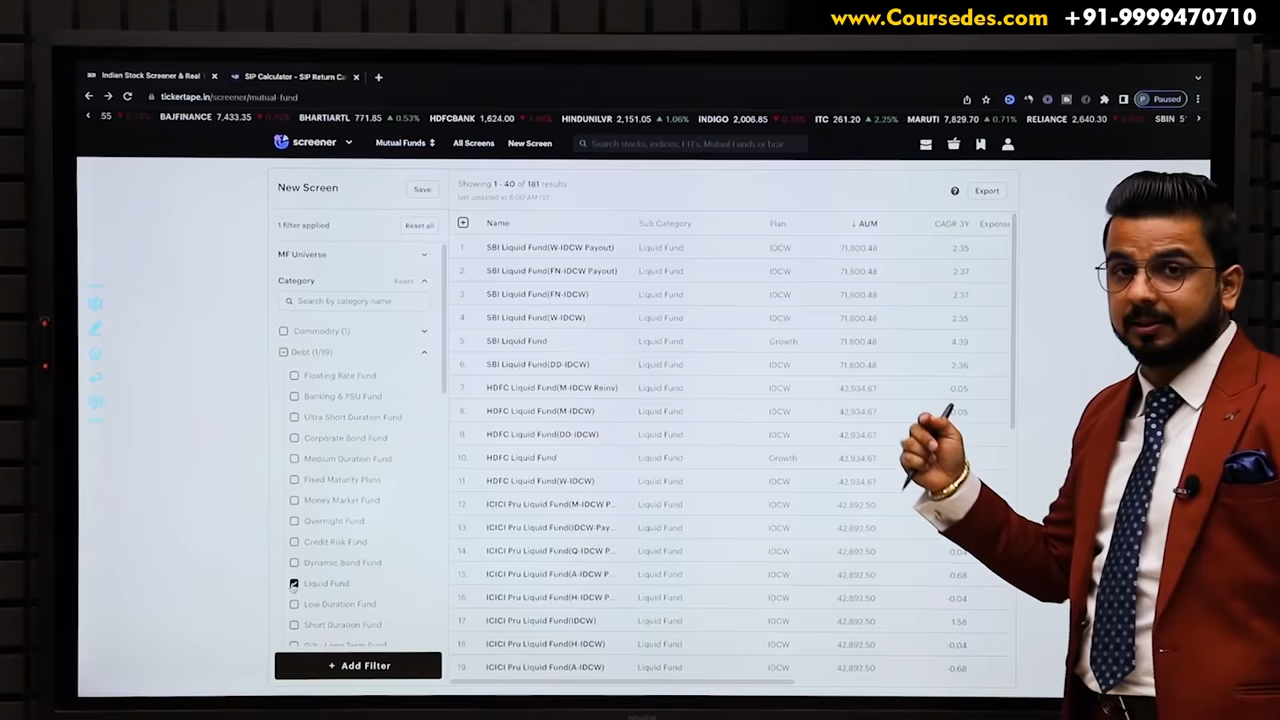 www.Coursedes.com +91-9999470710
Indian Stock Screener & Real
SIP Calculator - SIP Return Ca
tickertape.in/screener/mutual-fund
Paused
.55
BAJFINANCE 7,433.35
BHARTIARTL 771.85 ▲ 0.53%
HDFCBANK 1,624.00
HINDUNILVR 2,151.05 ▲ 1.06%
INDIGO 2,006.85
ITC 261.20 ▲ 2.25%
MARUTI 7,829.70 ▲ 0.71%
RELIANCE 2,640.30
SBIN
screener
Mutual Funds
All Screens
New Screen
Search stocks, indices, ETFs, Mutual Funds or bran
New Screen
Save
1 filter applied
Reset all
MF Universe
Category
Reset
Search by category name
Commodity (1)
Debt (1/19)
Floating Rate Fund
Banking & PSU Fund
Ultra Short Duration Fund
Corporate Bond Fund
Medium Duration Fund
Fixed Maturity Plans
Money Market Fund
Overnight Fund
Credit Risk Fund
Dynamic Bond Fund
Liquid Fund
Low Duration Fund
Short Duration Fund
+ Add Filter
Showing 1 - 40 of 181 results
last updated at 8:00 AM IST
Export
Name Sub Category Plan ↓ AUM CAGR 3Y Expense
1. SBI Liquid Fund(W-IDCW Payout) Liquid Fund IDCW 71,800.48 2.35
2. SBI Liquid Fund(FN-IDCW Payout) Liquid Fund IDCW 71,800.48 2.37
3. SBI Liquid Fund(FN-IDCW) Liquid Fund IDCW 71,800.48 2.37
4. SBI Liquid Fund(W-IDCW) Liquid Fund IDCW 71,800.48 2.35
5. SBI Liquid Fund Liquid Fund Growth 71,800.48 4.39
6. SBI Liquid Fund(DD-IDCW) Liquid Fund IDCW 71,800.48 2.36
7. HDFC Liquid Fund(M-IDCW Reinv) Liquid Fund IDCW 42,934.67 -0.05
8. HDFC Liquid Fund(M-IDCW) Liquid Fund IDCW 42,934.67
9. HDFC Liquid Fund(DD-IDCW) Liquid Fund IDCW 42,934.67
10. HDFC Liquid Fund Liquid Fund Growth 42,934.67
11. HDFC Liquid Fund(W-IDCW) Liquid Fund IDCW 42,934.67
12. ICICI Pru Liquid Fund(M-IDCW P... Liquid Fund IDCW 42,892.50
13. ICICI Pru Liquid Fund(IDCW-Pay... Liquid Fund IDCW 42,892.50
14. ICICI Pru Liquid Fund(Q-IDCW P... Liquid Fund IDCW 42,892.50 -0.04
15. ICICI Pru Liquid Fund(A-IDCW P... Liquid Fund IDCW 42,892.50 -0.68
16. ICICI Pru Liquid Fund(H-IDCW P... Liquid Fund IDCW 42,892.50 -0.04
17. ICICI Pru Liquid Fund(IDCW) Liquid Fund IDCW 42,892.50 1.58
18. ICICI Pru Liquid Fund(H-IDCW) Liquid Fund IDCW 42,892.50 -0.04
19. ICICI Pru Liquid Fund(A-IDCW) Liquid Fund IDCW 42,892.50 -0.68